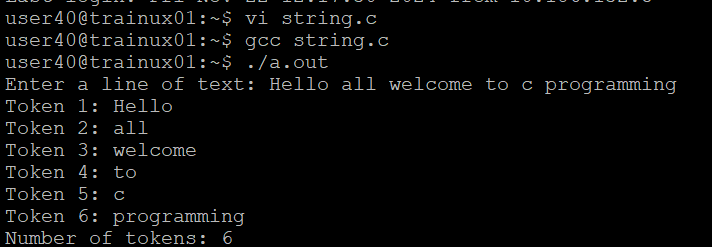 user40@trainux01:~$ vi string.c
user40@trainux01:~$ gcc string.c
user40@trainux01:~$ ./a.out
Enter a line of text: Hello all welcome to c programming
Token 1: Hello
Token 2: all
Token 3: welcome
Token 4: to
Token 5: c
Token 6: programming
Number of tokens: 6